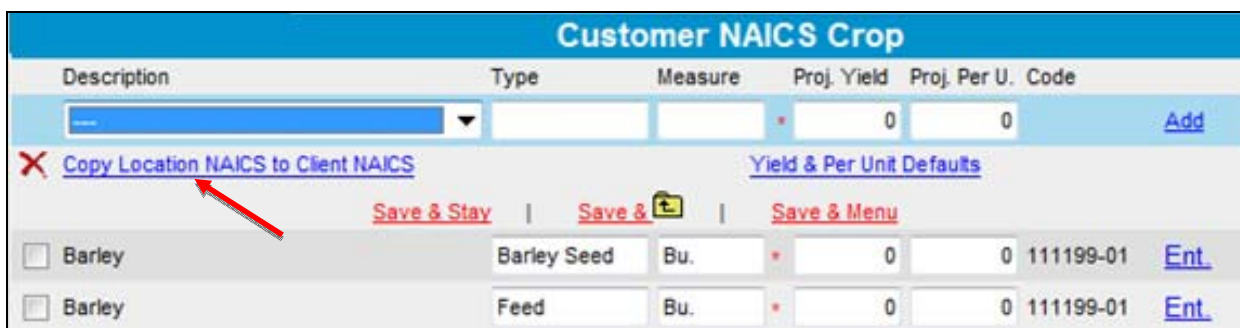 Customer NAICS Crop
Description Type Measure Proj. Yield Proj. Per U. Code
--- * 0 0 Add
Copy Location NAICS to Client NAICS Yield & Per Unit Defaults
Save & Stay | Save & | Save & Menu
Barley Barley Seed Bu. * 0 0 111199-01 Ent.
Barley Feed Bu. * 0 0 111199-01 Ent.